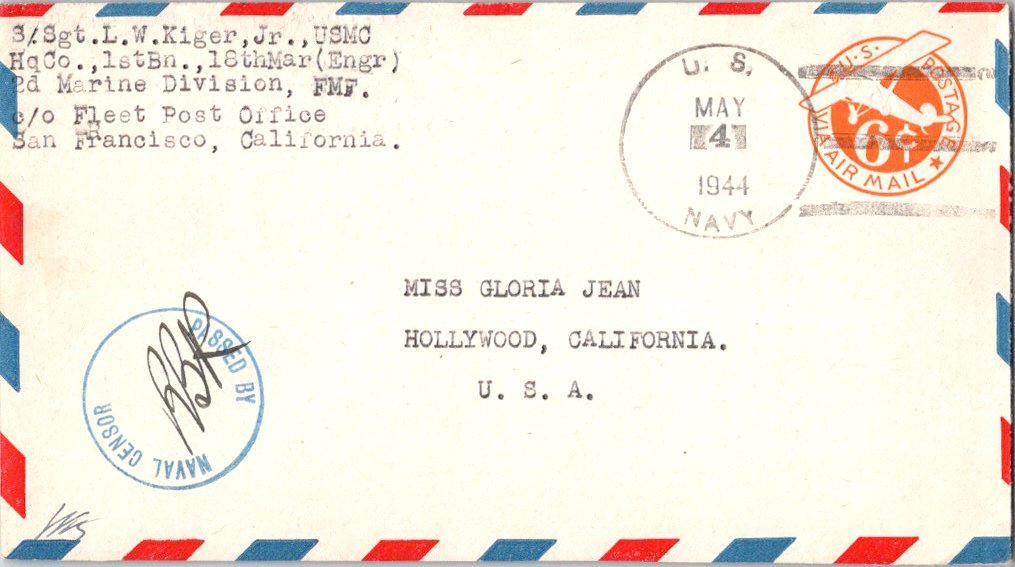 S/Sgt.L.W.Kiger,Jr.,USMC
HqCo.,1stBn.,18thMar(Engr)
2d Marine Division, FMF.
c/o Fleet Post Office
San Francisco, California.
U. S.
MAY
4
1944
NAVY
U.S. POSTAGE
6¢
VIA AIR MAIL
MISS GLORIA JEAN
HOLLYWOOD, CALIFORNIA.
U. S. A.
PASSED BY
NAVAL CENSOR